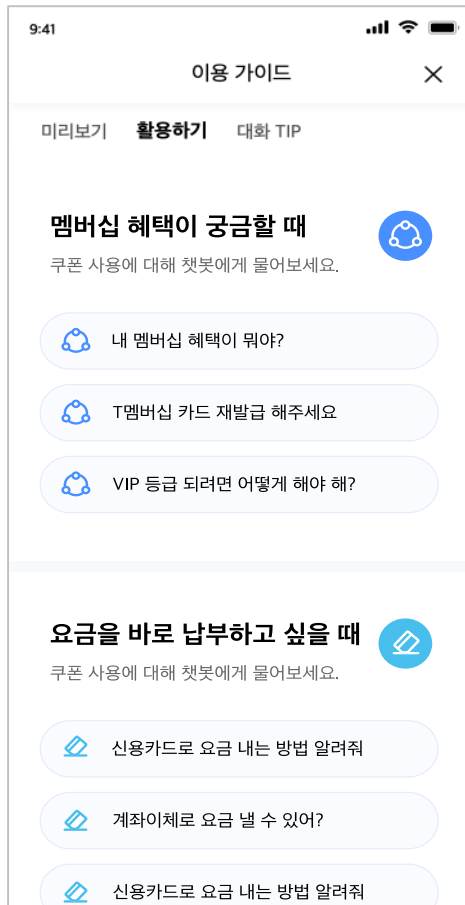 9:41
이용 가이드
미리보기 활용하기 대화 TIP
멤버십 혜택이 궁금할 때
쿠폰 사용에 대해 챗봇에게 물어보세요.
내 멤버십 혜택이 뭐야?
T멤버십 카드 재발급 해주세요
VIP 등급 되려면 어떻게 해야 해?
요금을 바로 납부하고 싶을 때
쿠폰 사용에 대해 챗봇에게 물어보세요.
신용카드로 요금 내는 방법 알려줘
계좌이체로 요금 낼 수 있어?
신용카드로 요금 내는 방법 알려줘